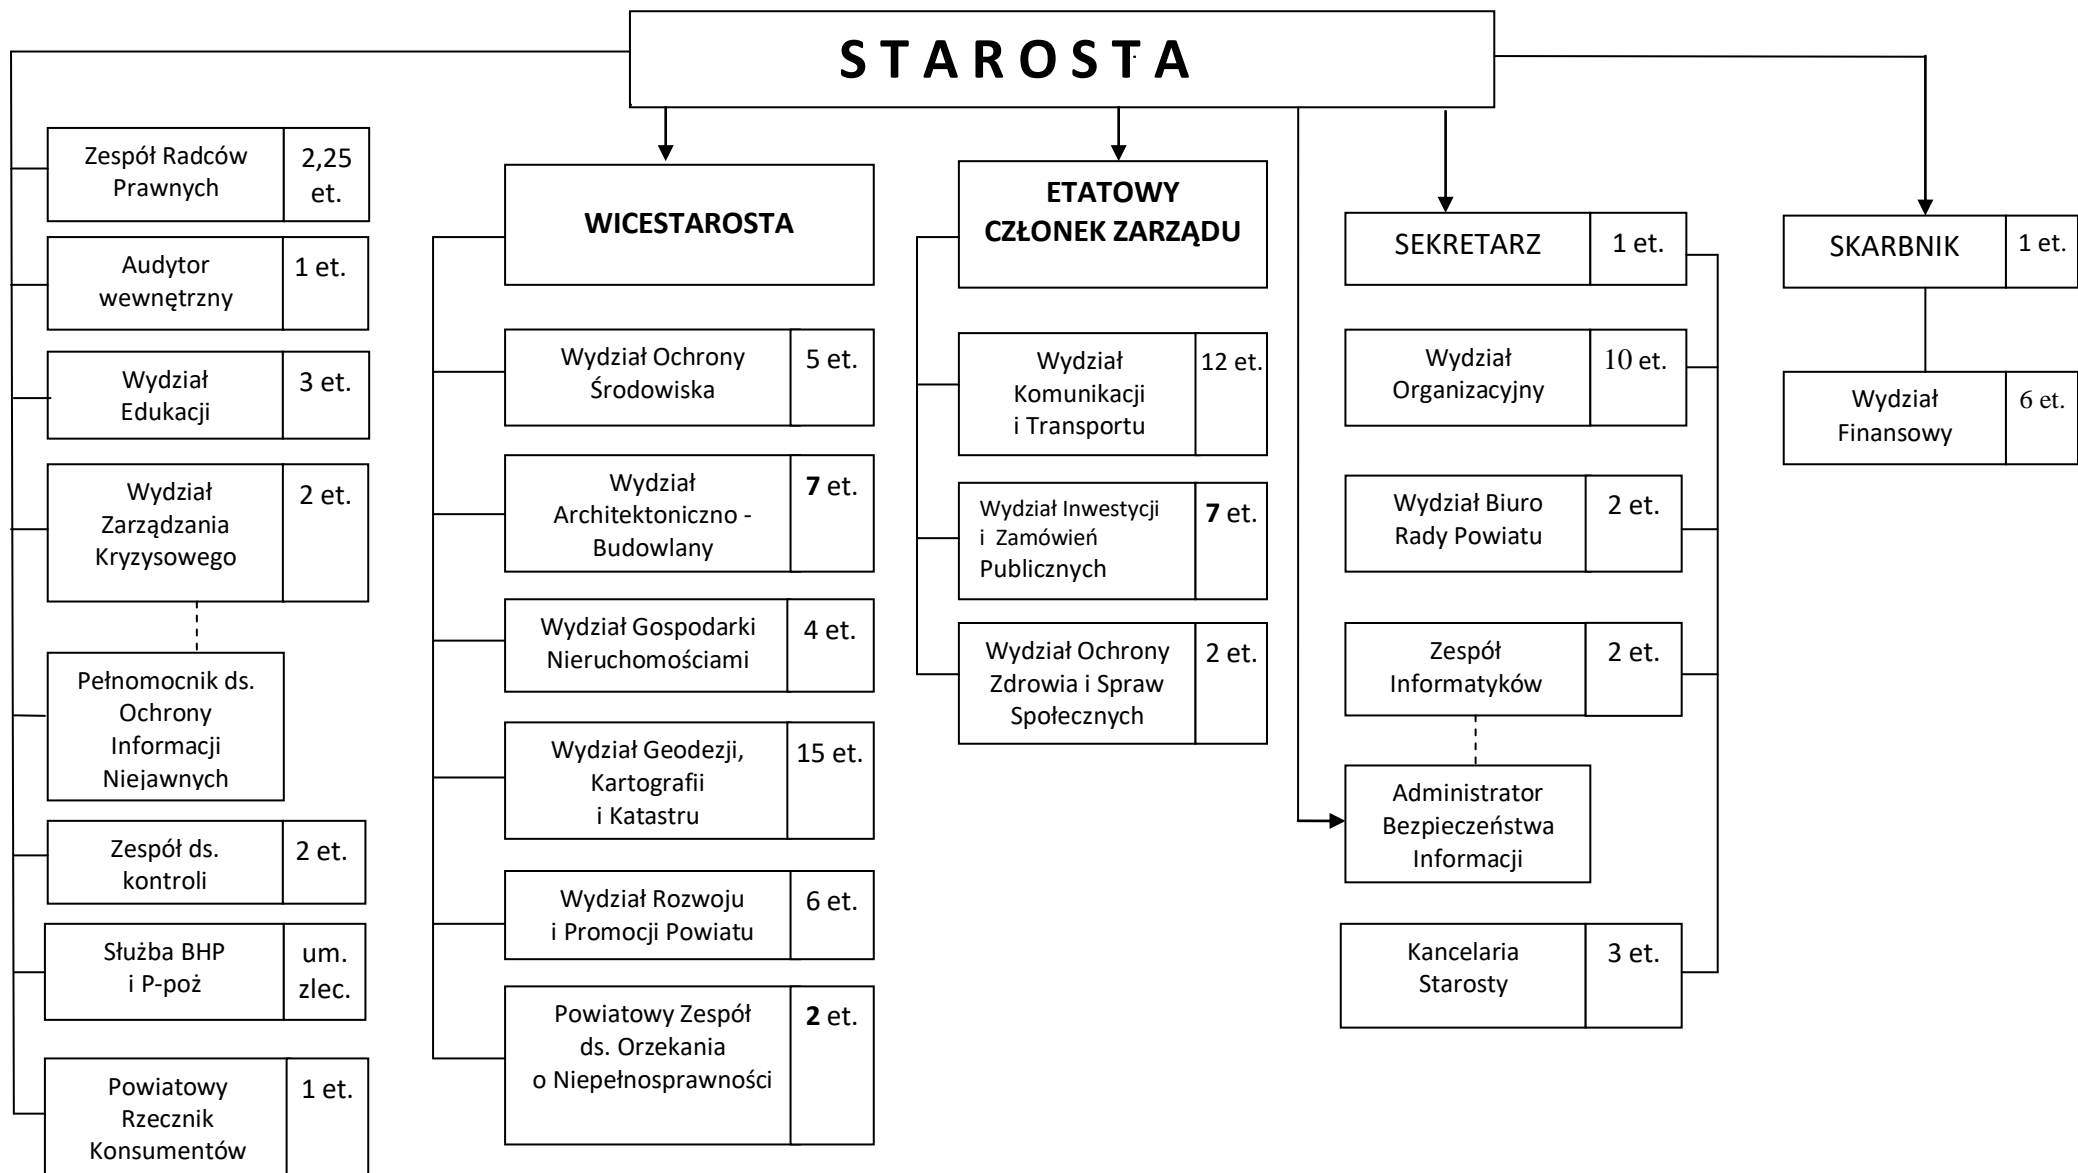 S T A R O S T A
Zespół Radców
Prawnych
2,25
et.
Audytor
wewnętrzny
1 et.
Wydział
Edukacji
3 et.
Wydział
Zarządzania
Kryzysowego
2 et.
Pełnomocnik ds.
Ochrony
Informacji
Niejawnych
Zespół ds.
kontroli
2 et.
Służba BHP
i P-poż
um.
zlec.
Powiatowy
Rzecznik
Konsumentów
1 et.
WICESTAROSTA
Wydział Ochrony
Środowiska
5 et.
Wydział
Architektoniczno -
Budowlany
7 et.
Wydział Gospodarki
Nieruchomościami
4 et.
Wydział Geodezji,
Kartografii
i Katastru
15 et.
Wydział Rozwoju
i Promocji Powiatu
6 et.
Powiatowy Zespół
ds. Orzekania
o Niepełnosprawności
2 et.
ETATOWY
CZŁONEK ZARZĄDU
Wydział
Komunikacji
i Transportu
12 et.
Wydział Inwestycji
i Zamówień
Publicznych
7 et.
Wydział Ochrony
Zdrowia i Spraw
Społecznych
2 et.
SEKRETARZ
1 et.
Wydział
Organizacyjny
10 et.
Wydział Biuro
Rady Powiatu
2 et.
Zespół
Informatyków
2 et.
Administrator
Bezpieczeństwa
Informacji
Kancelaria
Starosty
3 et.
SKARBNIK
1 et.
Wydział
Finansowy
6 et.